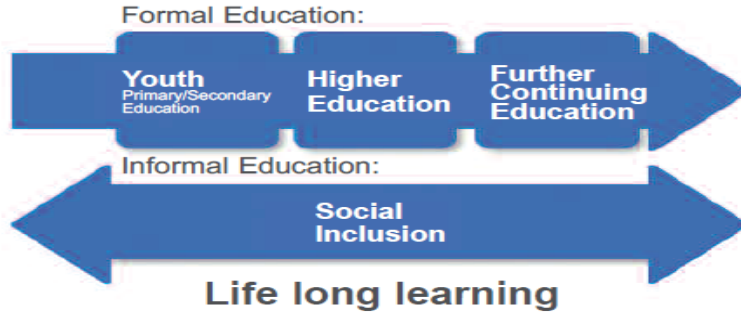 Formal Education:
Youth
Primary/Secondary
Education
Higher
Education
Further
Continuing
Education
Informal Education:
Social
Inclusion
Life long learning